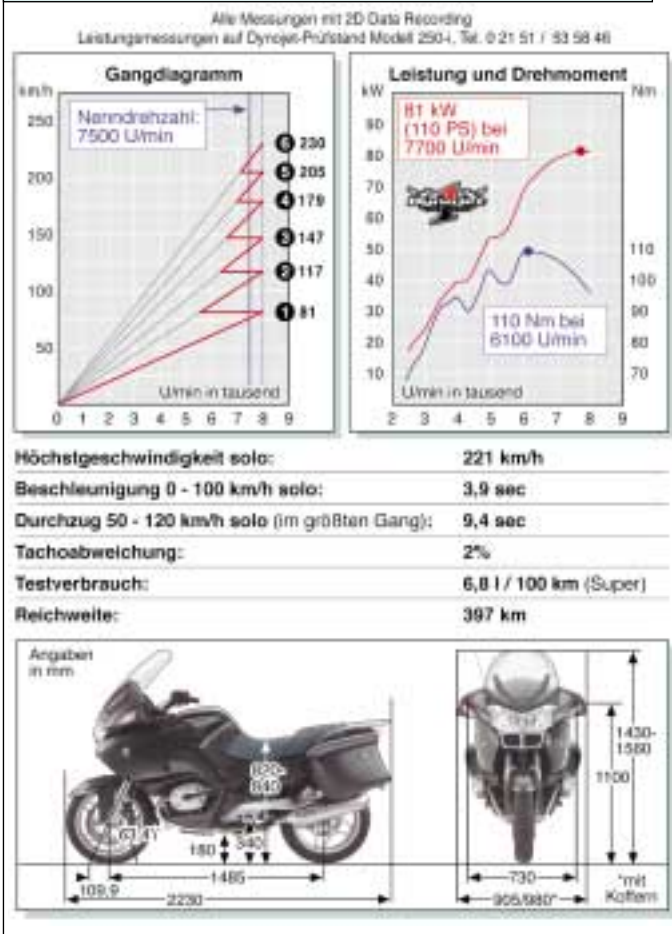 Alle Messungen mit 2D Data Recording
Leistungsmessungen auf Dynojet-Prüfstand Modell 250-i, Tel. 0 21 51 / 53 58 46
Gangdiagramm
km/h
250
200
150
100
50
Nenndrehzahl:
7500 U/min
6 230
5 205
4 179
3 147
2 117
1 81
U/min in tausend
0 1 2 3 4 5 6 7 8 9
Leistung und Drehmoment
kW
Nm
90
80
70
60
50
40
30
20
10
81 kW
(110 PS) bei
7700 U/min
110
100
90
80
70
110 Nm bei
6100 U/min
U/min in tausend
2 3 4 5 6 7 8 9
Höchstgeschwindigkeit solo: 221 km/h
Beschleunigung 0 - 100 km/h solo: 3,9 sec
Durchzug 50 - 120 km/h solo (im größten Gang): 9,4 sec
Tachoabweichung: 2%
Testverbrauch: 6,8 l / 100 km (Super)
Reichweite: 397 km
Angaben
in mm
820-
840
63,4°
180
340
109,9
1485
2230
1430-
1580
1100
730
905/980*
*mit
Koffern